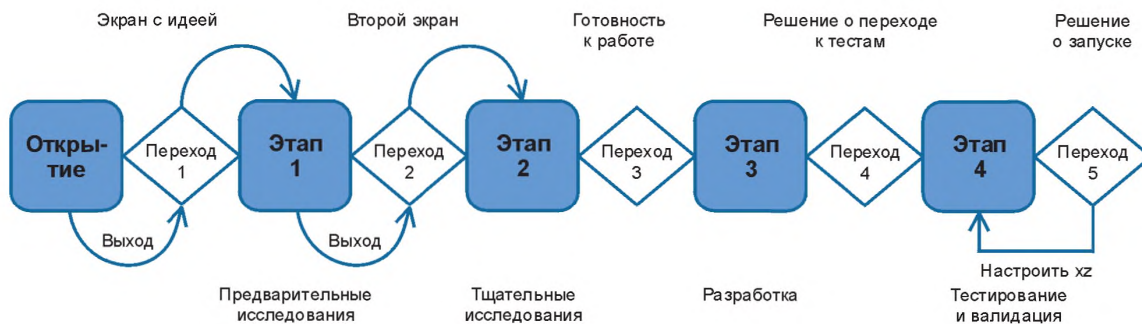 Экран с идеей
Второй экран
Готовность
к работе
Решение о переходе
к тестам
Решение
о запуске
Откры-
тие
Переход
1
Этап
1
Переход
2
Этап
2
Переход
3
Этап
3
Переход
4
Этап
4
Переход
5
Выход
Выход
Настроить xz
Предварительные
исследования
Тщательные
исследования
Разработка
Тестирование
и валидация